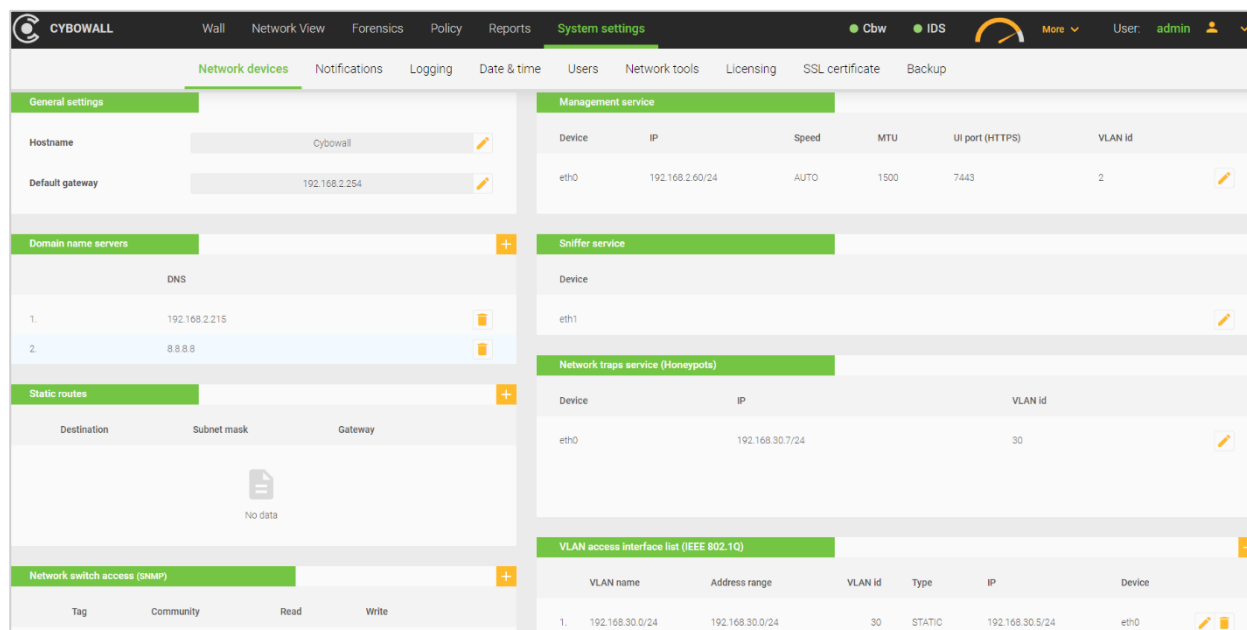 CYBOWALL Wall Network View Forensics Policy Reports System settings Cbw IDS More User: admin
Network devices Notifications Logging Date & time Users Network tools Licensing SSL certificate Backup
General settings
Hostname Cybowall
Default gateway 192.168.2.254
Domain name servers
DNS
1. 192.168.2.215
2. 8.8.8.8
Static routes
Destination Subnet mask Gateway
No data
Network switch access (SNMP)
Tag Community Read Write
Management service
Device IP Speed MTU UI port (HTTPS) VLAN id
eth0 192.168.2.60/24 AUTO 1500 7443 2
Sniffer service
Device
eth1
Network traps service (Honeypots)
Device IP VLAN id
eth0 192.168.30.7/24 30
VLAN access interface list (IEEE 802.1Q)
VLAN name Address range VLAN id Type IP Device
1. 192.168.30.0/24 192.168.30.0/24 30 STATIC 192.168.30.5/24 eth0